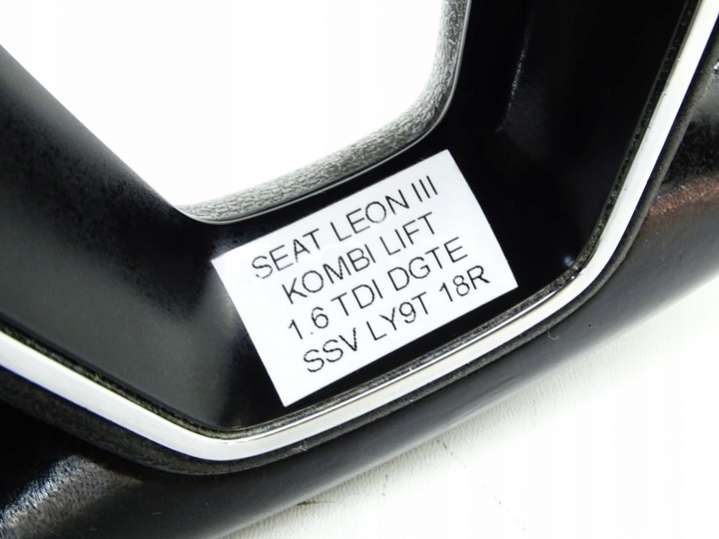 SEAT LEON III
KOMBI LIFT
1.6 TDI DGTE
SSV LY9T 18R